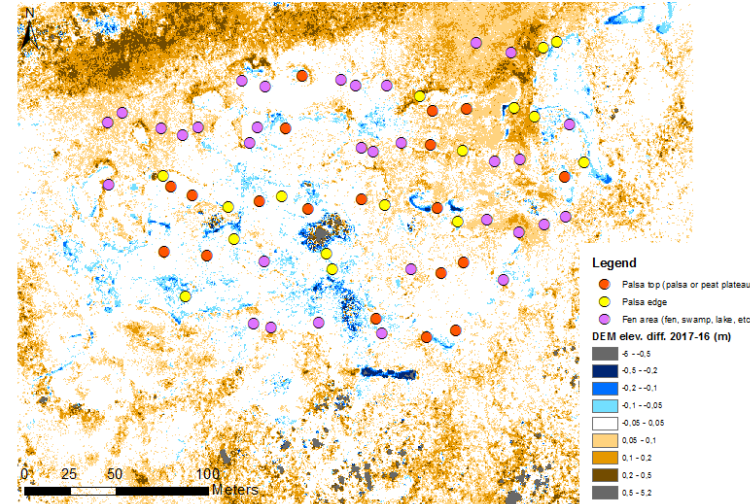 N
Legend
Palsa top (palsa or peat plateau
Palsa edge
Fen area (fen, swamp, lake, etc
DEM elev. diff. 2017-16 (m)
-6 - -0,5
-0,5 - -0,2
-0,2 - -0,1
-0,1 - -0,05
-0,05 - 0,05
0,05 - 0,1
0,1 - 0,2
0,2 - 0,5
0,5 - 5,2
0 25 50 100
Meters